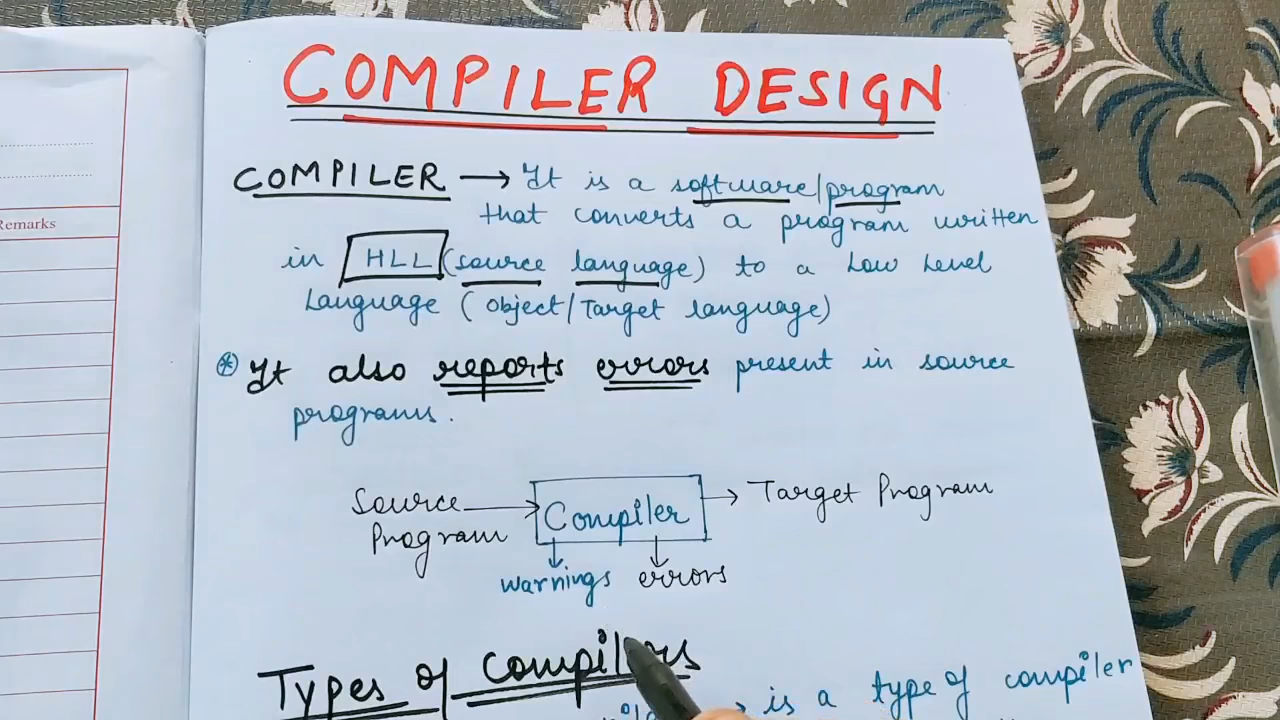 Remarks
COMPILER DESIGN
COMPILER → It is a software/program
that converts a program written
in HLL (source language) to a Low Level
Language (Object/Target language)
* It also reports errors present in source
programs.
Source Program → Compiler → Target Program
warnings errors
Types of compilers
is a type of compiler